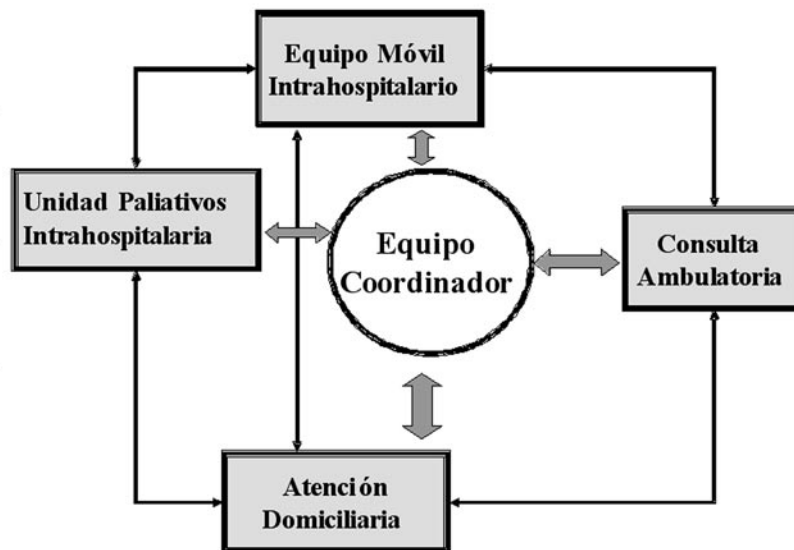 Equipo Móvil
Intrahospitalario
Unidad Paliativos
Intrahospitalaria
Equipo
Coordinador
Consulta
Ambulatoria
Atención
Domiciliaria